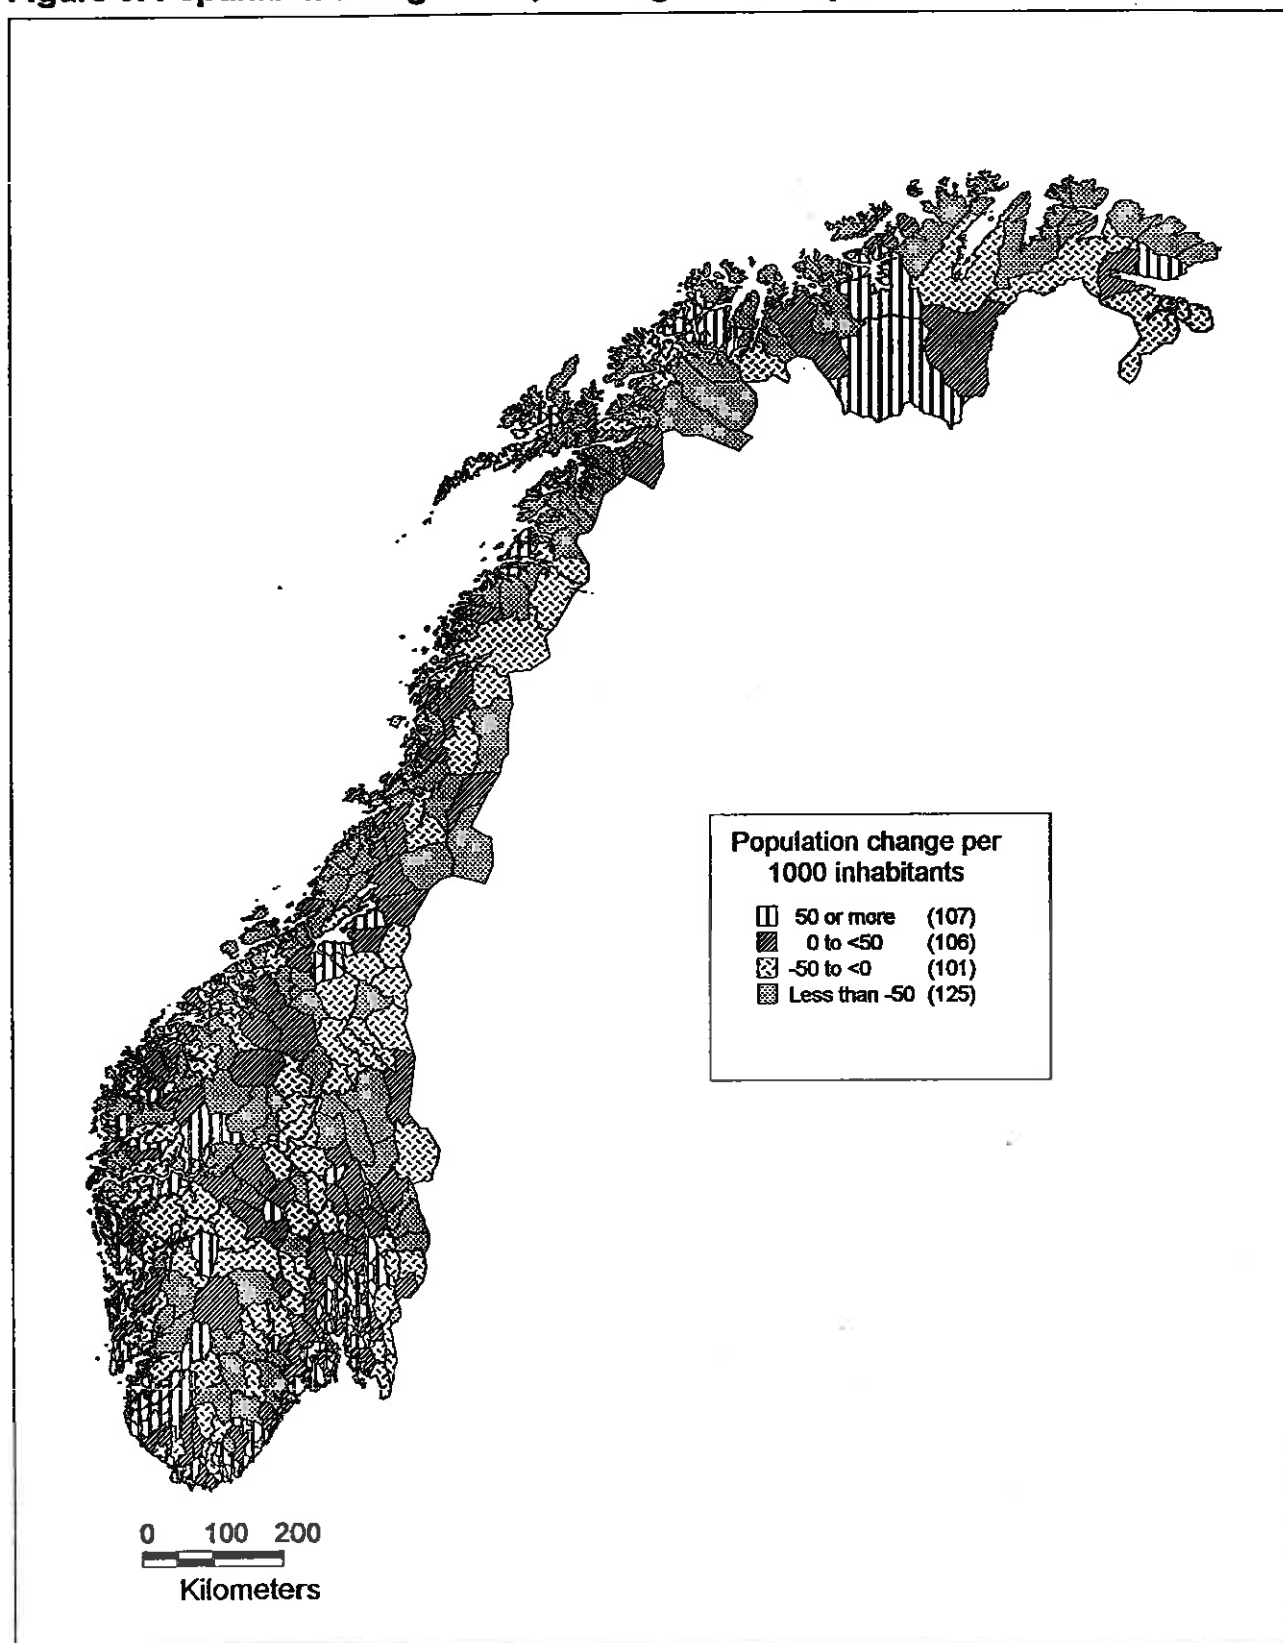 Population change per
1000 inhabitants
50 or more (107)
0 to <50 (106)
-50 to <0 (101)
Less than -50 (125)
0 100 200
Kilometers